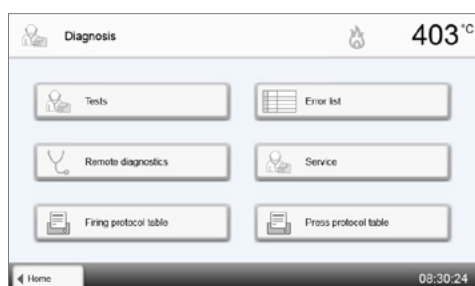 Diagnosis
403 °C
Tests
Error list
Remote diagnostics
Service
Firing protocol table
Press protocol table
Home
08:30:24